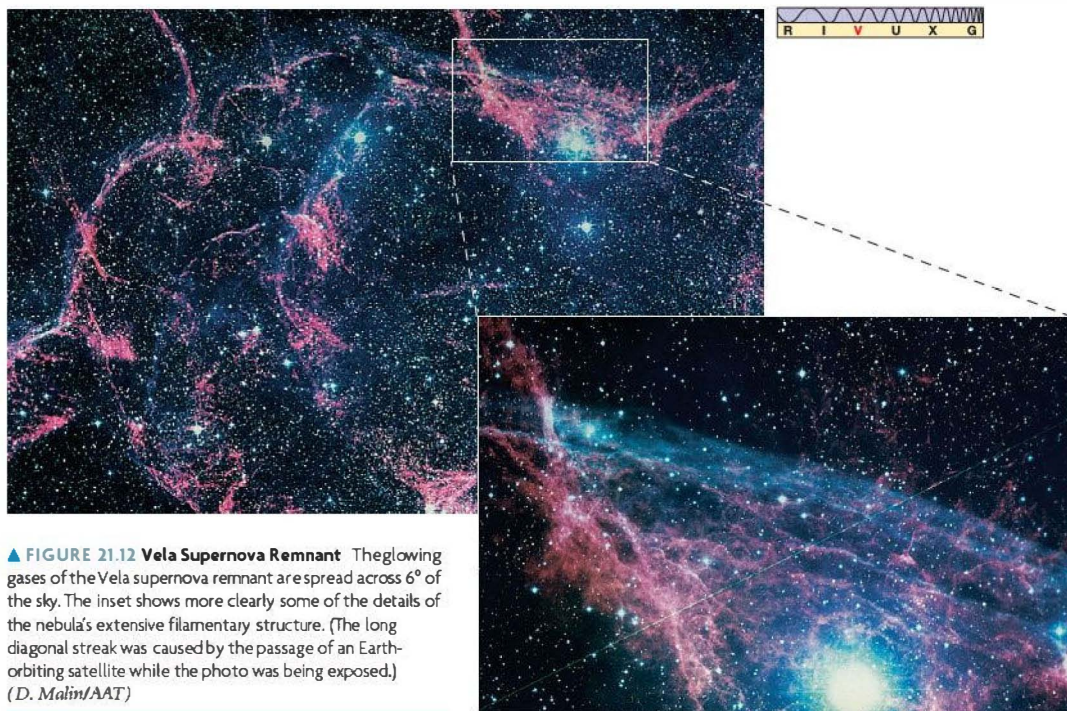 R I V U X G
▲ FIGURE 21.12 Vela Supernova Remnant The glowing
gases of the Vela supernova remnant are spread across 6° of
the sky. The inset shows more clearly some of the details of
the nebula's extensive filamentary structure. (The long
diagonal streak was caused by the passage of an Earth-
orbiting satellite while the photo was being exposed.)
(D. Malin/AAT)